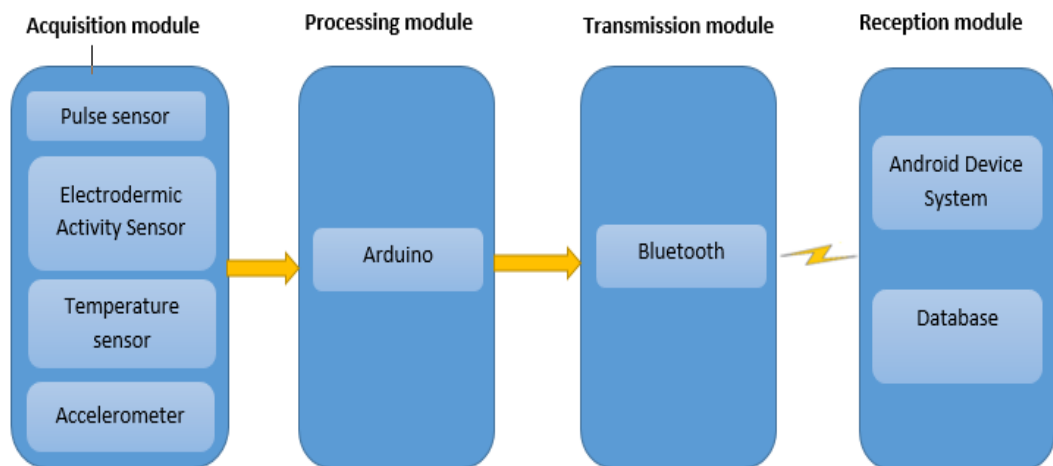 Acquisition module
Processing module
Transmission module
Reception module
Pulse sensor
Electrodermic
Activity Sensor
Temperature
sensor
Accelerometer
Arduino
Bluetooth
Android Device
System
Database